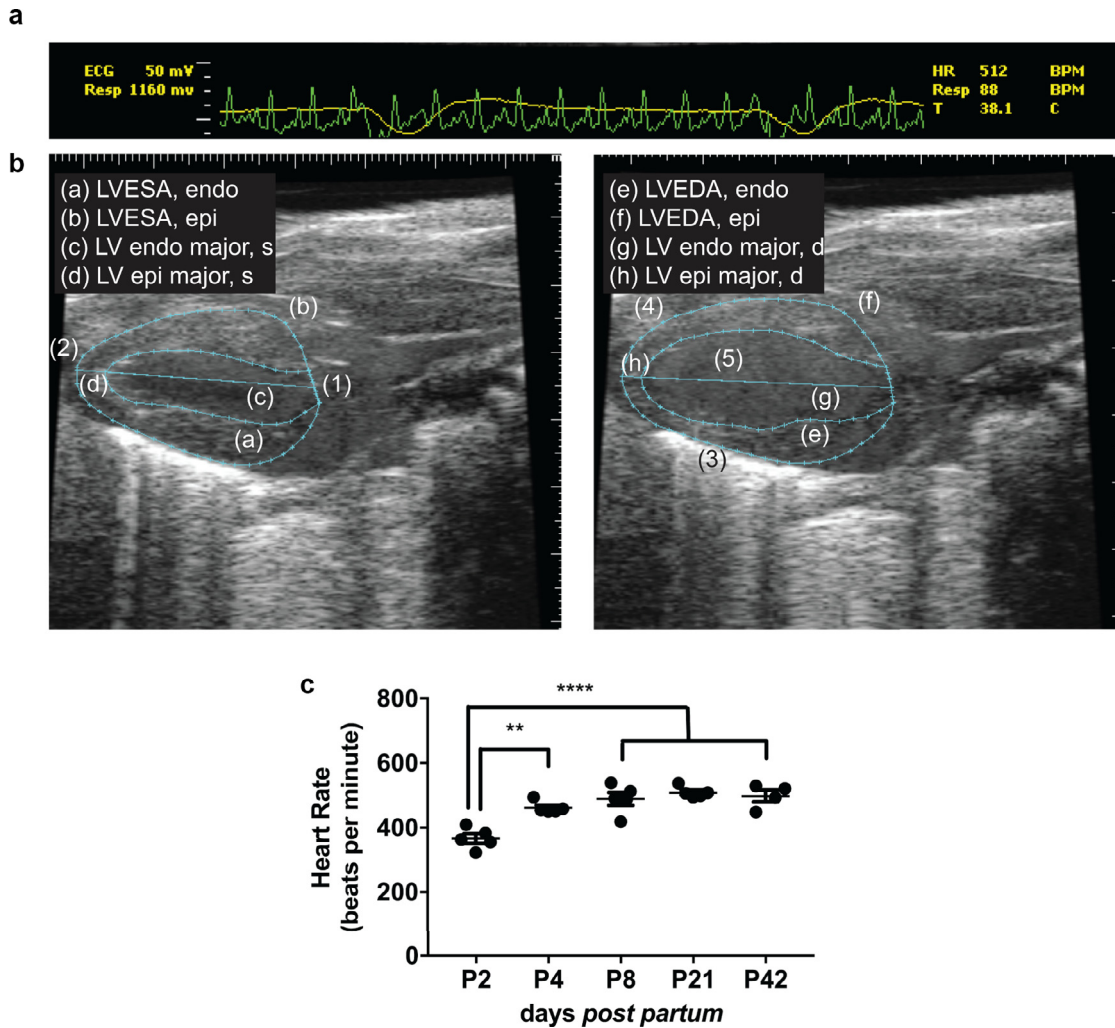 a
ECG 50 mV
Resp 1160 mv
HR 512 BPM
Resp 88 BPM
T 38.1 C
b
(a) LVESA, endo
(b) LVESA, epi
(c) LV endo major, s
(d) LV epi major, s
(b)
(2)
(d)
(1)
(c)
(a)
(e) LVEDA, endo
(f) LVEDA, epi
(g) LV endo major, d
(h) LV epi major, d
(4)
(f)
(5)
(h)
(g)
(e)
(3)
c
800
600
400
200
0
****
**
Heart Rate
(beats per minute)
P2 P4 P8 P21 P42
days post partum